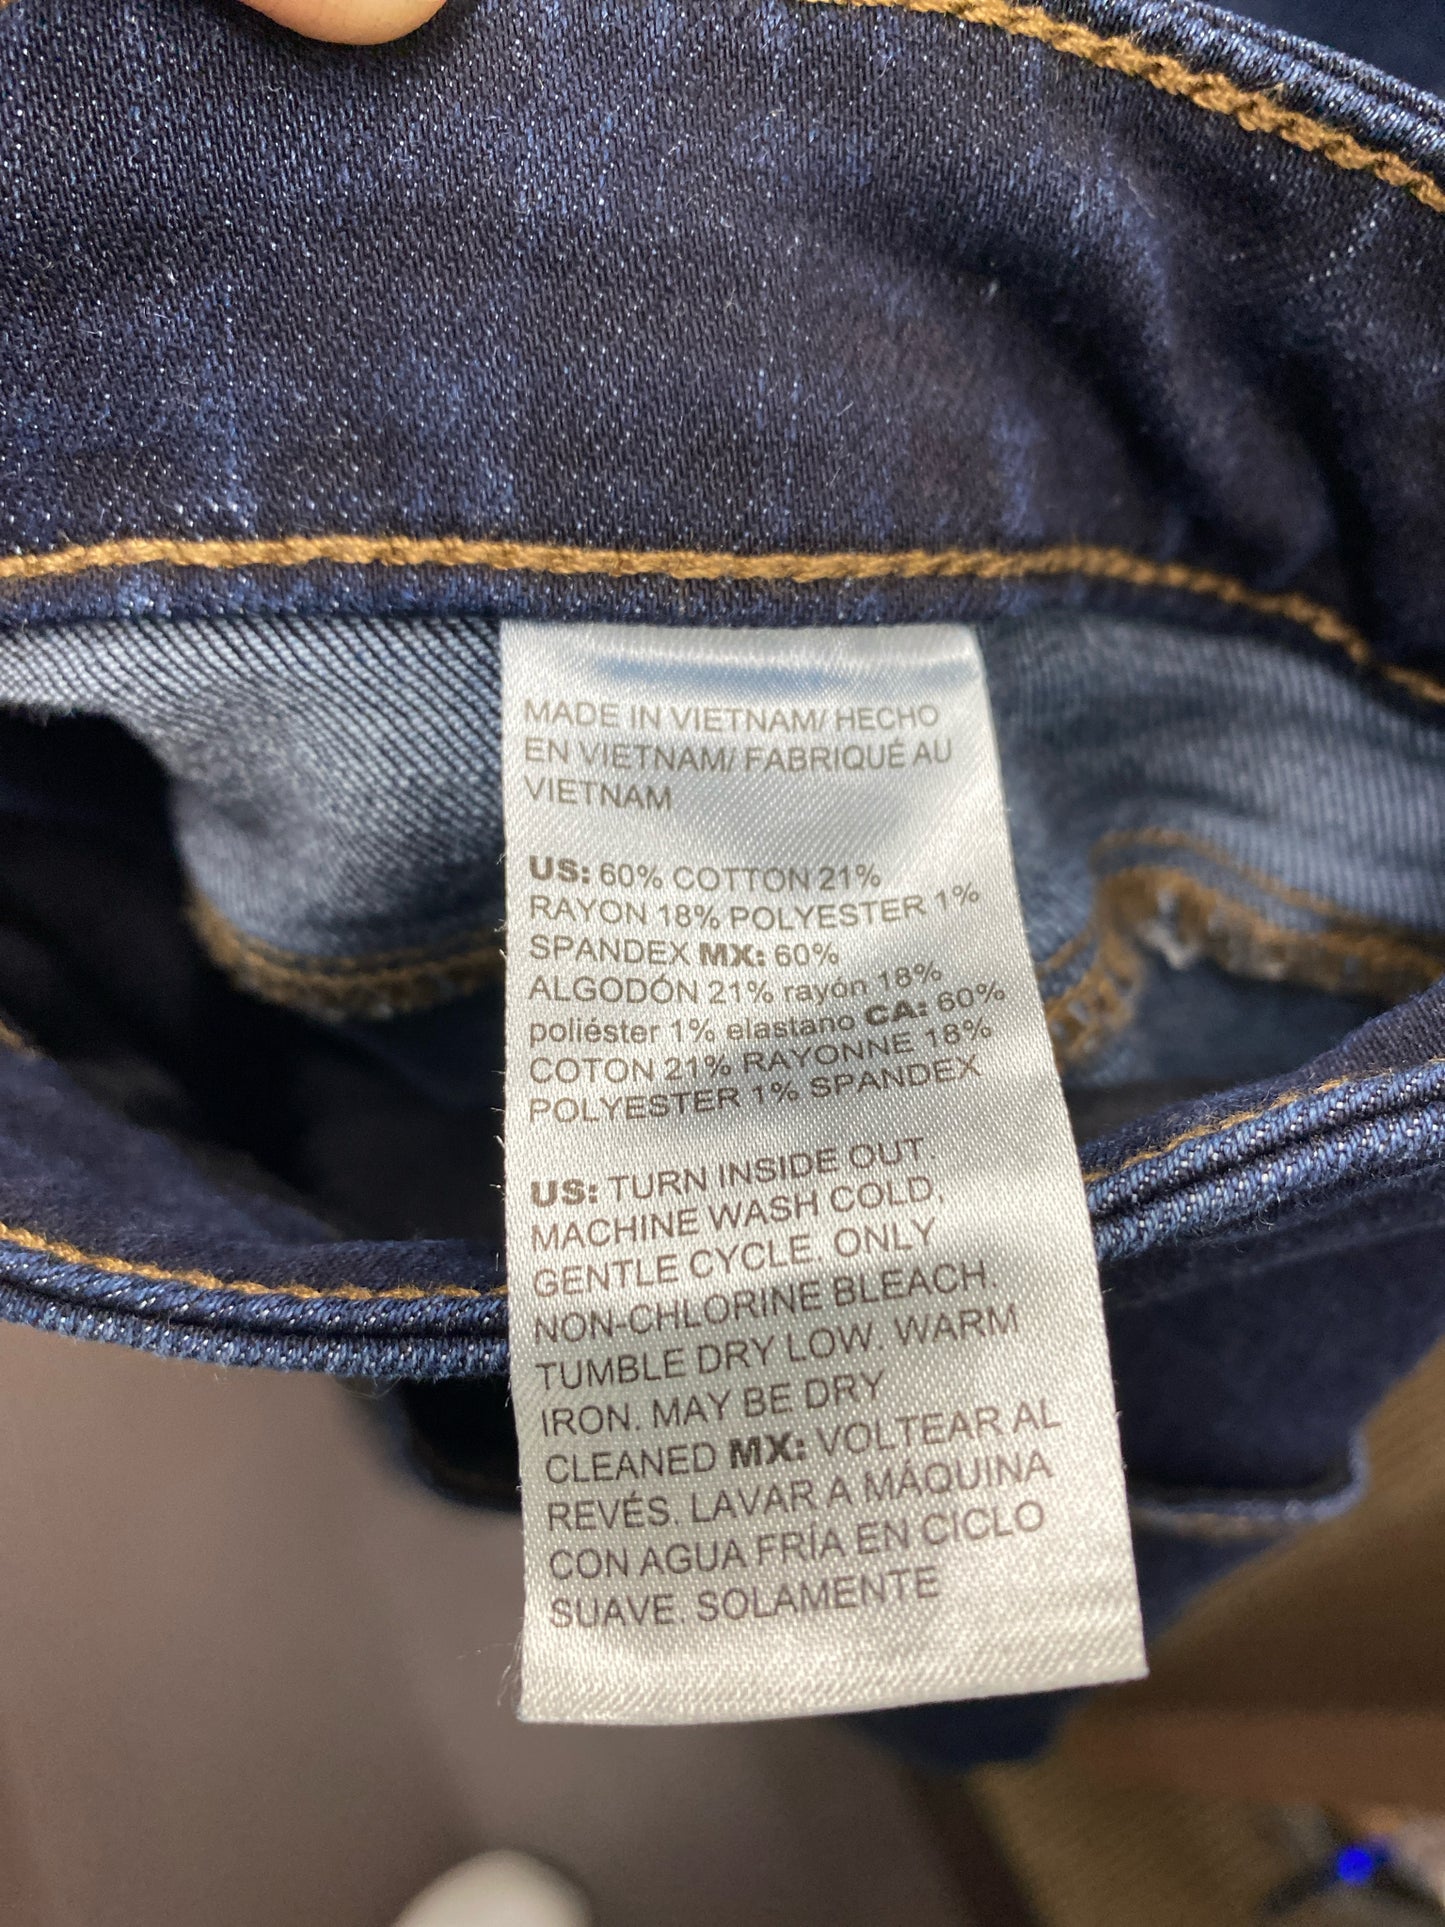 MADE IN VIETNAM/ HECHO
EN VIETNAM/ FABRIQUÉ AU
VIETNAM
US: 60% COTTON 21%
RAYON 18% POLYESTER 1%
SPANDEX MX: 60%
ALGODÓN 21% rayón 18%
poliéster 1% elastano CA: 60%
COTON 21% RAYONNE 18%
POLYESTER 1% SPANDEX
US: TURN INSIDE OUT.
MACHINE WASH COLD,
GENTLE CYCLE. ONLY
NON-CHLORINE BLEACH.
TUMBLE DRY LOW. WARM
IRON. MAY BE DRY
CLEANED MX: VOLTEAR AL
REVÉS. LAVAR A MÁQUINA
CON AGUA FRÍA EN CICLO
SUAVE. SOLAMENTE